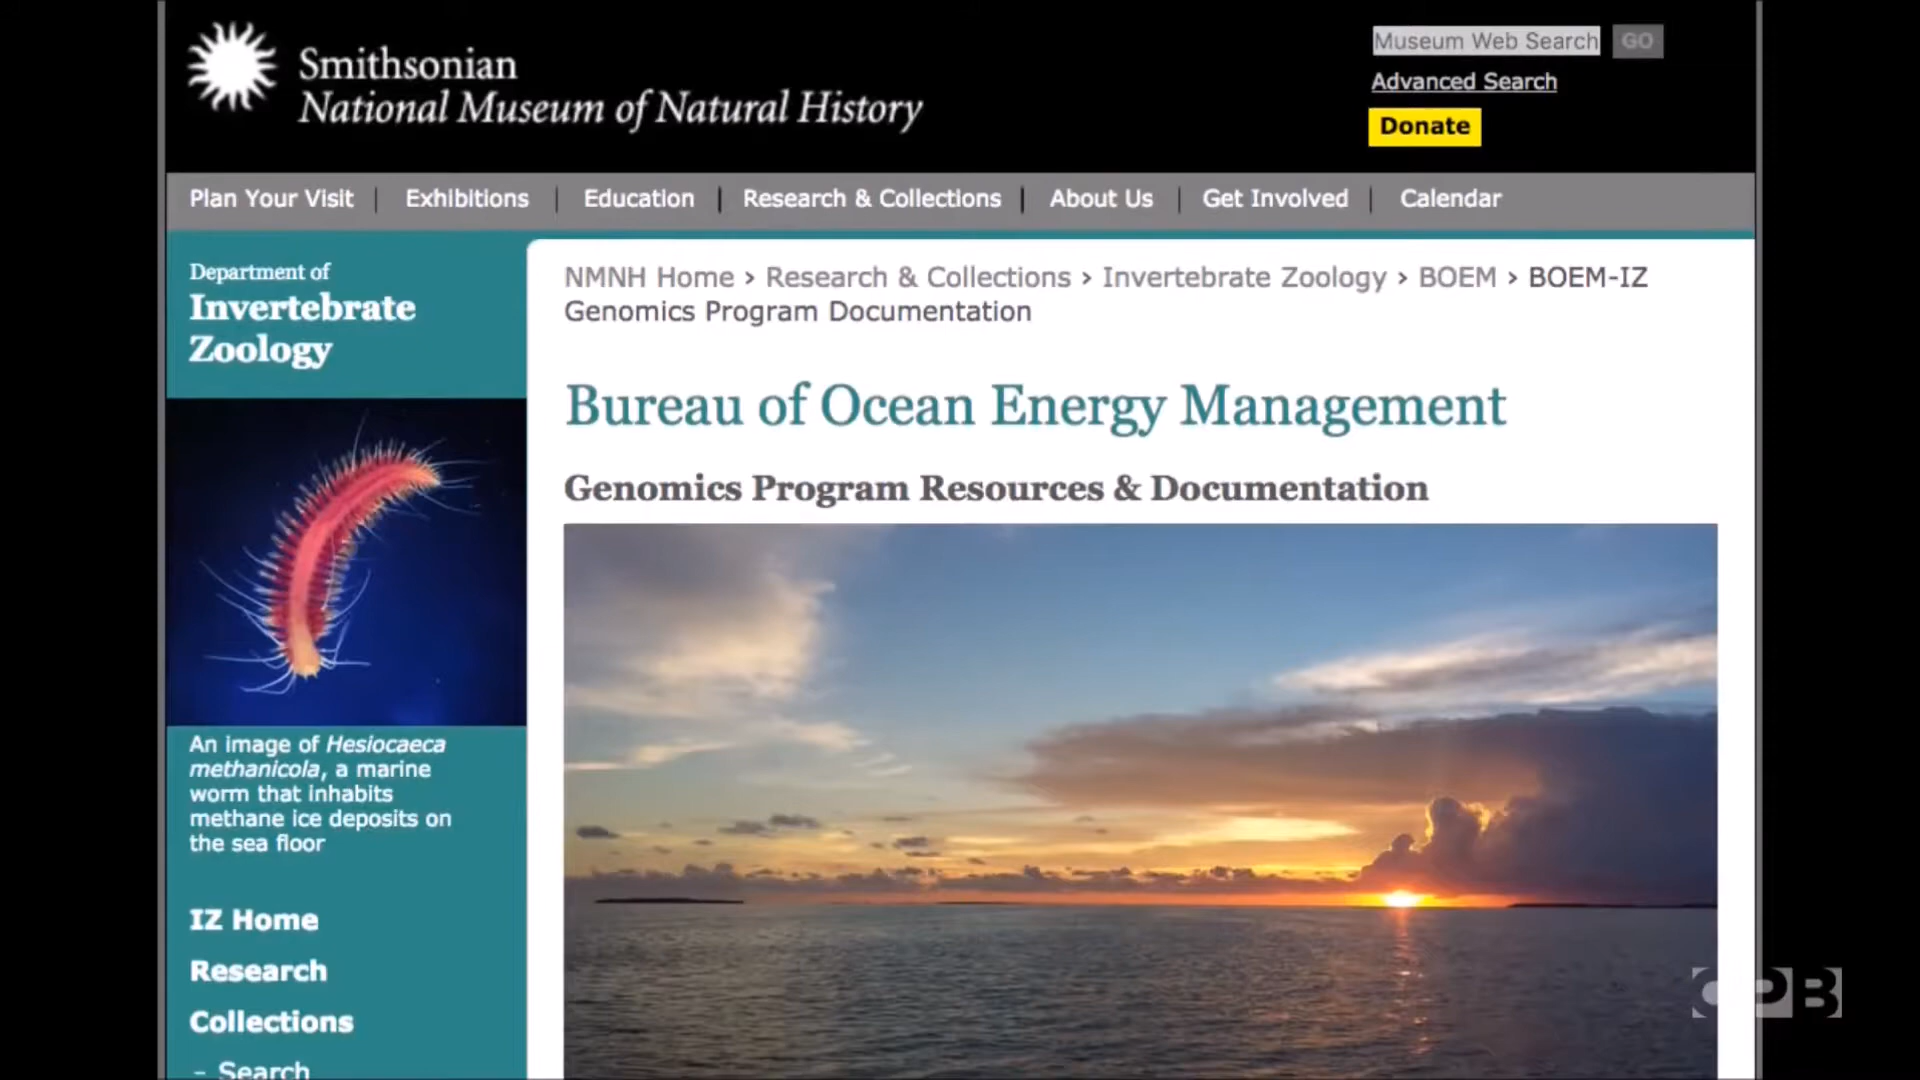 Smithsonian
National Museum of Natural History
Museum Web Search
GO
Advanced Search
Donate
Plan Your Visit | Exhibitions | Education | Research & Collections | About Us | Get Involved | Calendar
Department of
Invertebrate
Zoology
An image of Hesiocaeca
methanicola, a marine
worm that inhabits
methane ice deposits on
the sea floor
IZ Home
Research
Collections
- Search
NMNH Home › Research & Collections › Invertebrate Zoology › BOEM › BOEM-IZ
Genomics Program Documentation
Bureau of Ocean Energy Management
Genomics Program Resources & Documentation
OPB